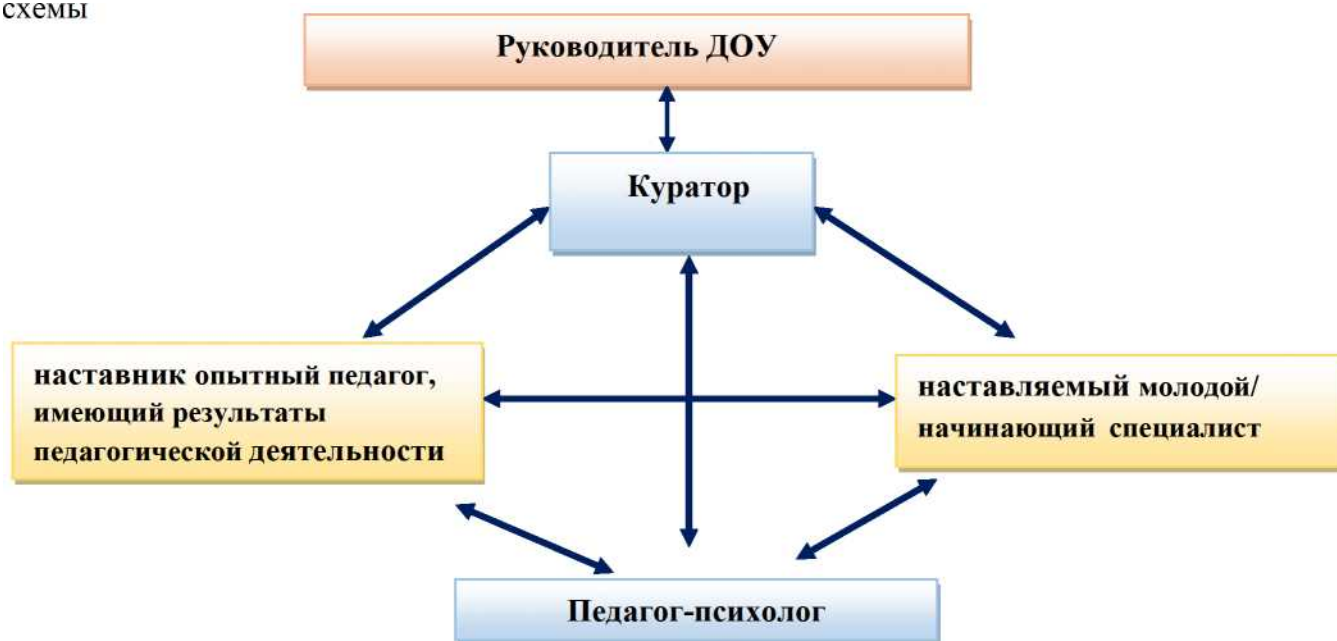 схемы
Руководитель ДОУ
Куратор
наставник опытный педагог,
имеющий результаты
педагогической деятельности
наставляемый молодой/
начинающий специалист
Педагог-психолог